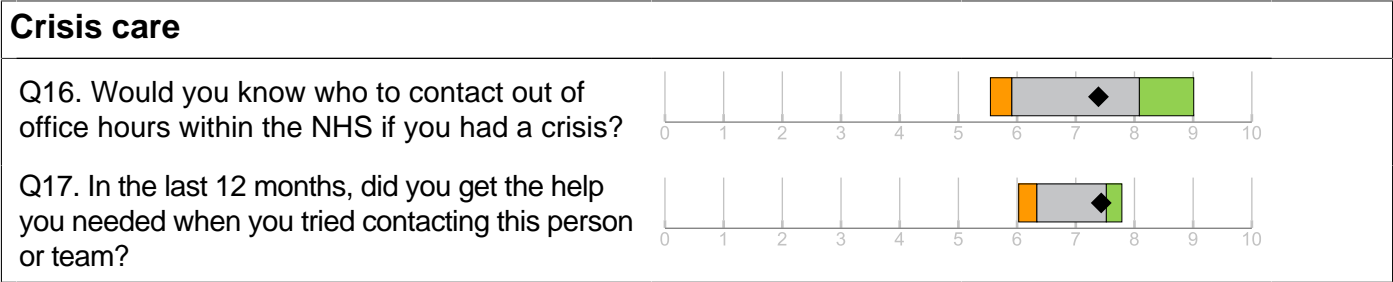 Crisis care
Q16. Would you know who to contact out of
office hours within the NHS if you had a crisis?
0 1 2 3 4 5 6 7 8 9 10
Q17. In the last 12 months, did you get the help
you needed when you tried contacting this person
or team?
0 1 2 3 4 5 6 7 8 9 10